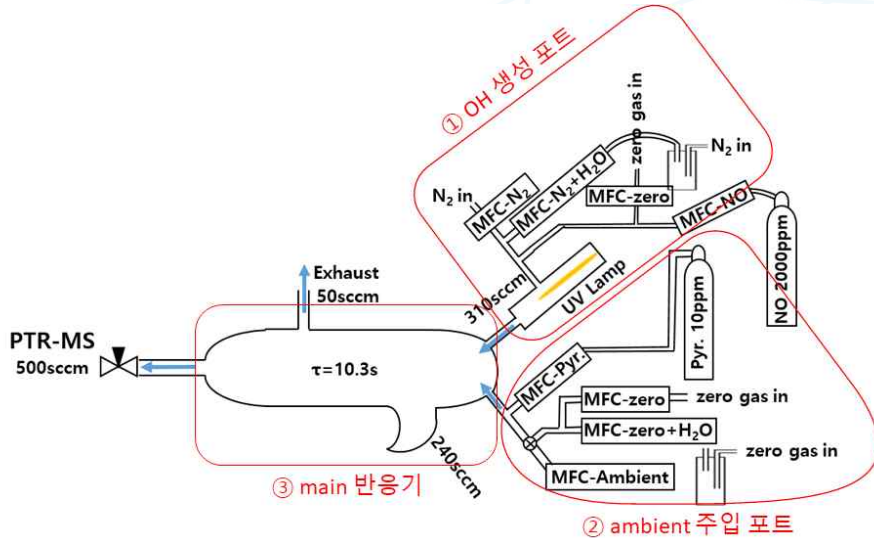 ① OH 생성 포트
zero gas in
N₂ in
N₂ in
MFC-N₂
MFC-N₂+H₂O
MFC-zero
MFC-NO
NO 2000ppm
UV Lamp
310sccm
Exhaust
50sccm
PTR-MS
500sccm
τ=10.3s
Pyr. 10ppm
MFC-Pyr.
MFC-zero
zero gas in
MFC-zero+H₂O
zero gas in
MFC-Ambient
240sccm
③ main 반응기
② ambient 주입 포트